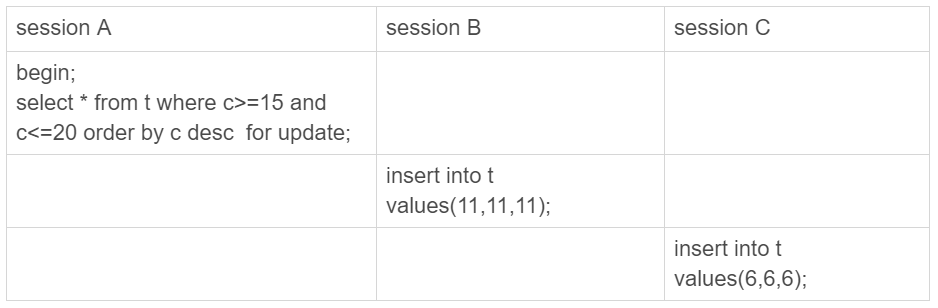 session A
session B
session C
begin;
select * from t where c>=15 and
c<=20 order by c desc  for update;
insert into t
values(11,11,11);
insert into t
values(6,6,6);